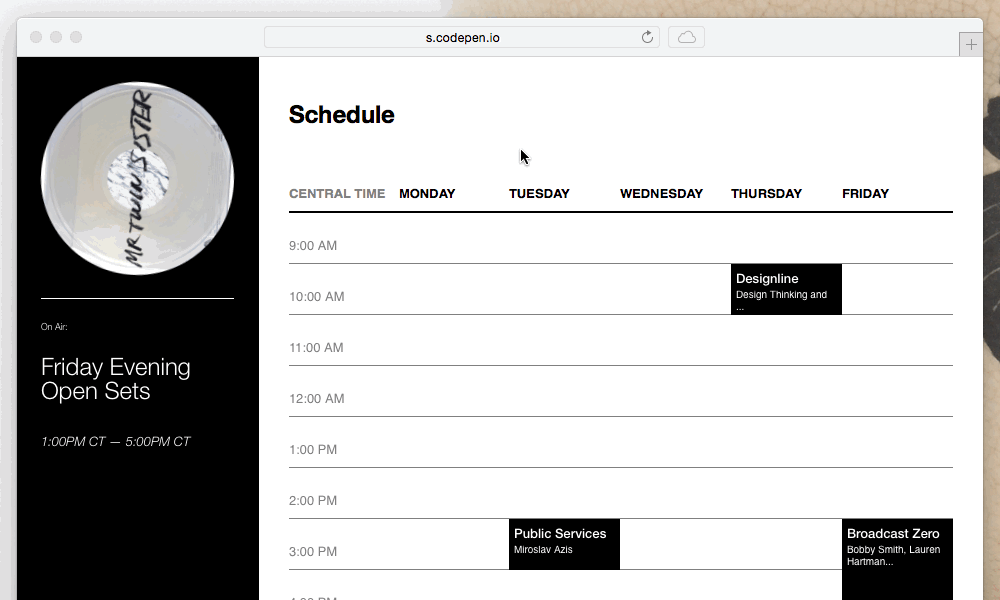 s.codepen.io
MR TWIN SISTER
On Air:
Friday Evening
Open Sets
1:00PM CT — 5:00PM CT
Schedule
CENTRAL TIME MONDAY TUESDAY WEDNESDAY THURSDAY FRIDAY
9:00 AM
10:00 AM
Designline
Design Thinking and
...
11:00 AM
12:00 AM
1:00 PM
2:00 PM
3:00 PM
Public Services
Miroslav Azis
Broadcast Zero
Bobby Smith, Lauren
Hartman...
4:00 PM